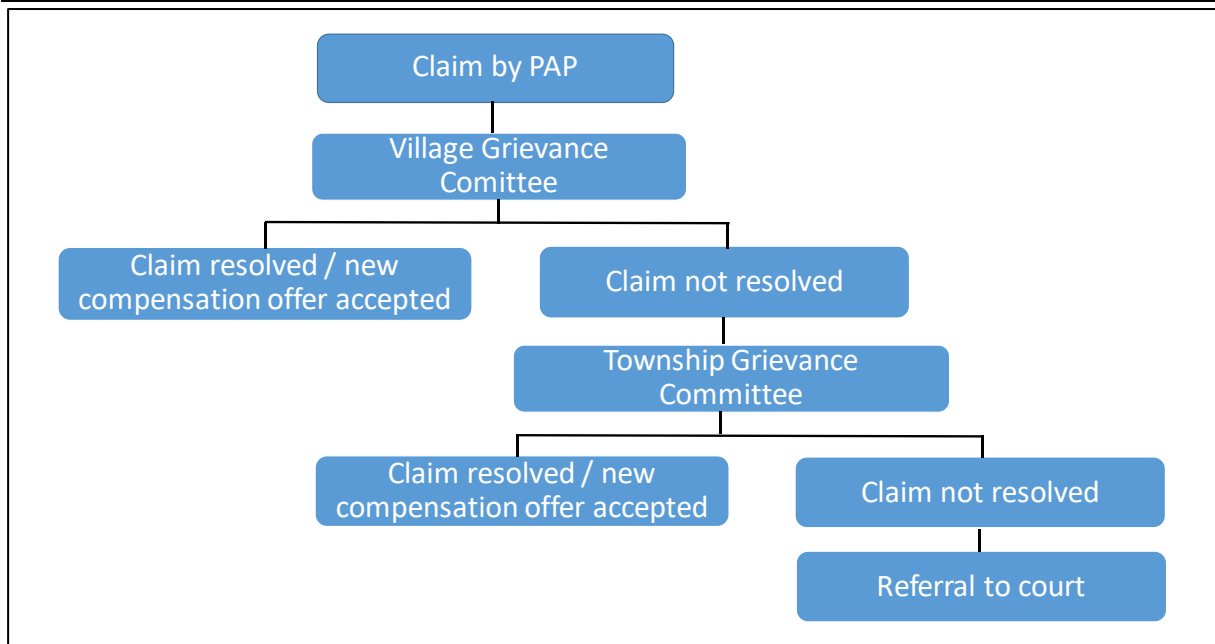 Claim by PAP
Village Grievance
Comittee
Claim resolved / new
compensation offer accepted
Claim not resolved
Township Grievance
Committee
Claim resolved / new
compensation offer accepted
Claim not resolved
Referral to court